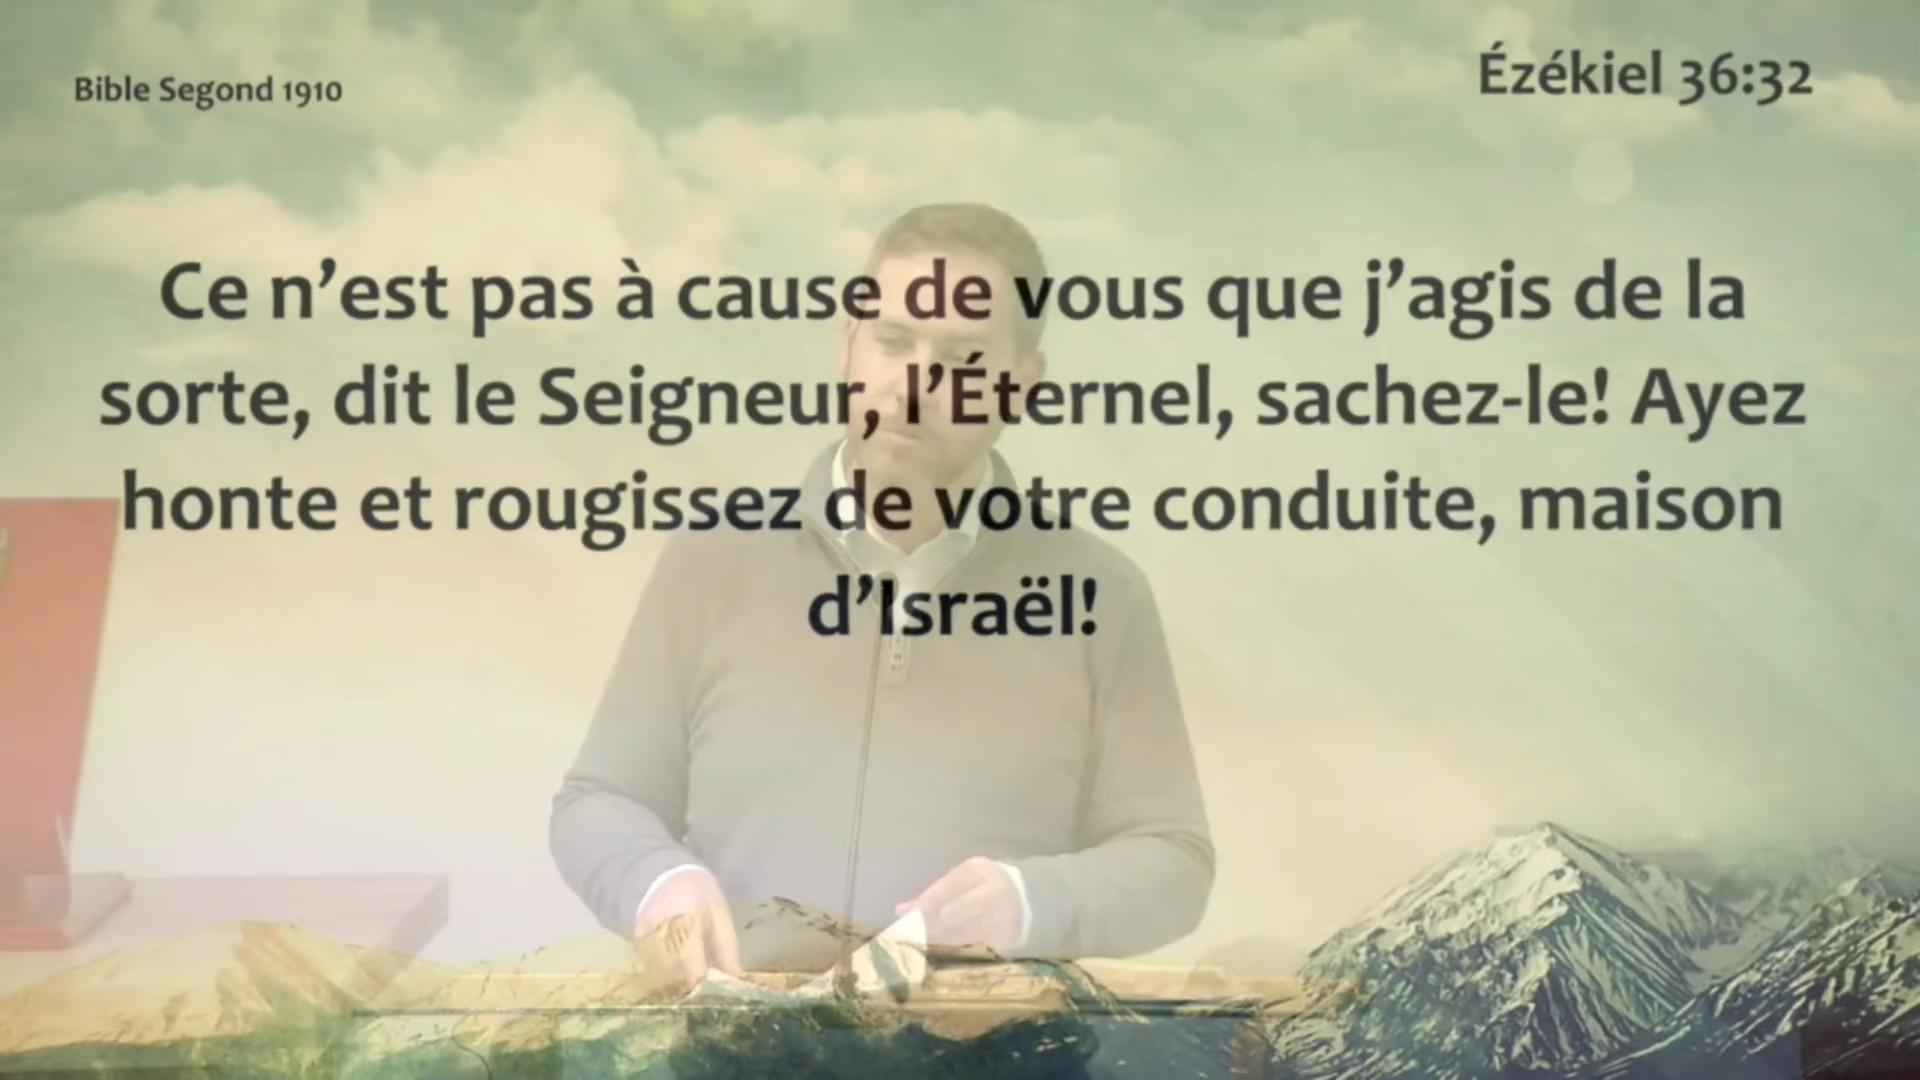 Bible Segond 1910
Ézékiel 36:32
Ce n’est pas à cause de vous que j’agis de la
sorte, dit le Seigneur, l’Éternel, sachez-le! Ayez
honte et rougissez de votre conduite, maison
d’Israël!